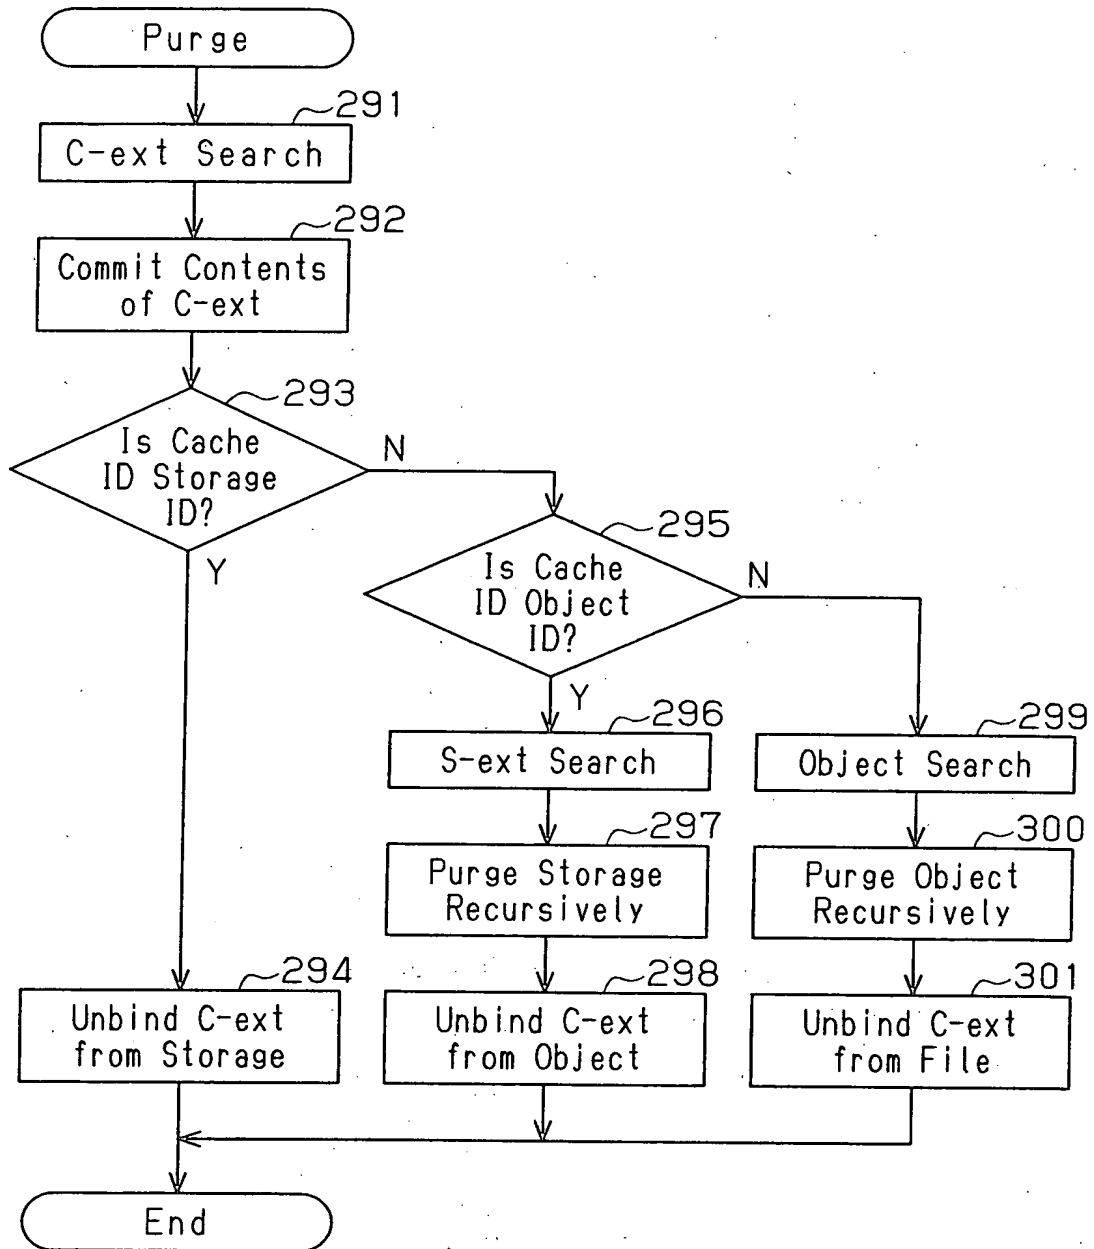 Purge
291
C-ext Search
292
Commit Contents
of C-ext
293
Is Cache
ID Storage
ID?
N
Y
295
Is Cache
ID Object
ID?
N
Y
296
S-ext Search
299
Object Search
297
Purge Storage
Recursively
300
Purge Object
Recursively
294
Unbind C-ext
from Storage
298
Unbind C-ext
from Object
301
Unbind C-ext
from File
End